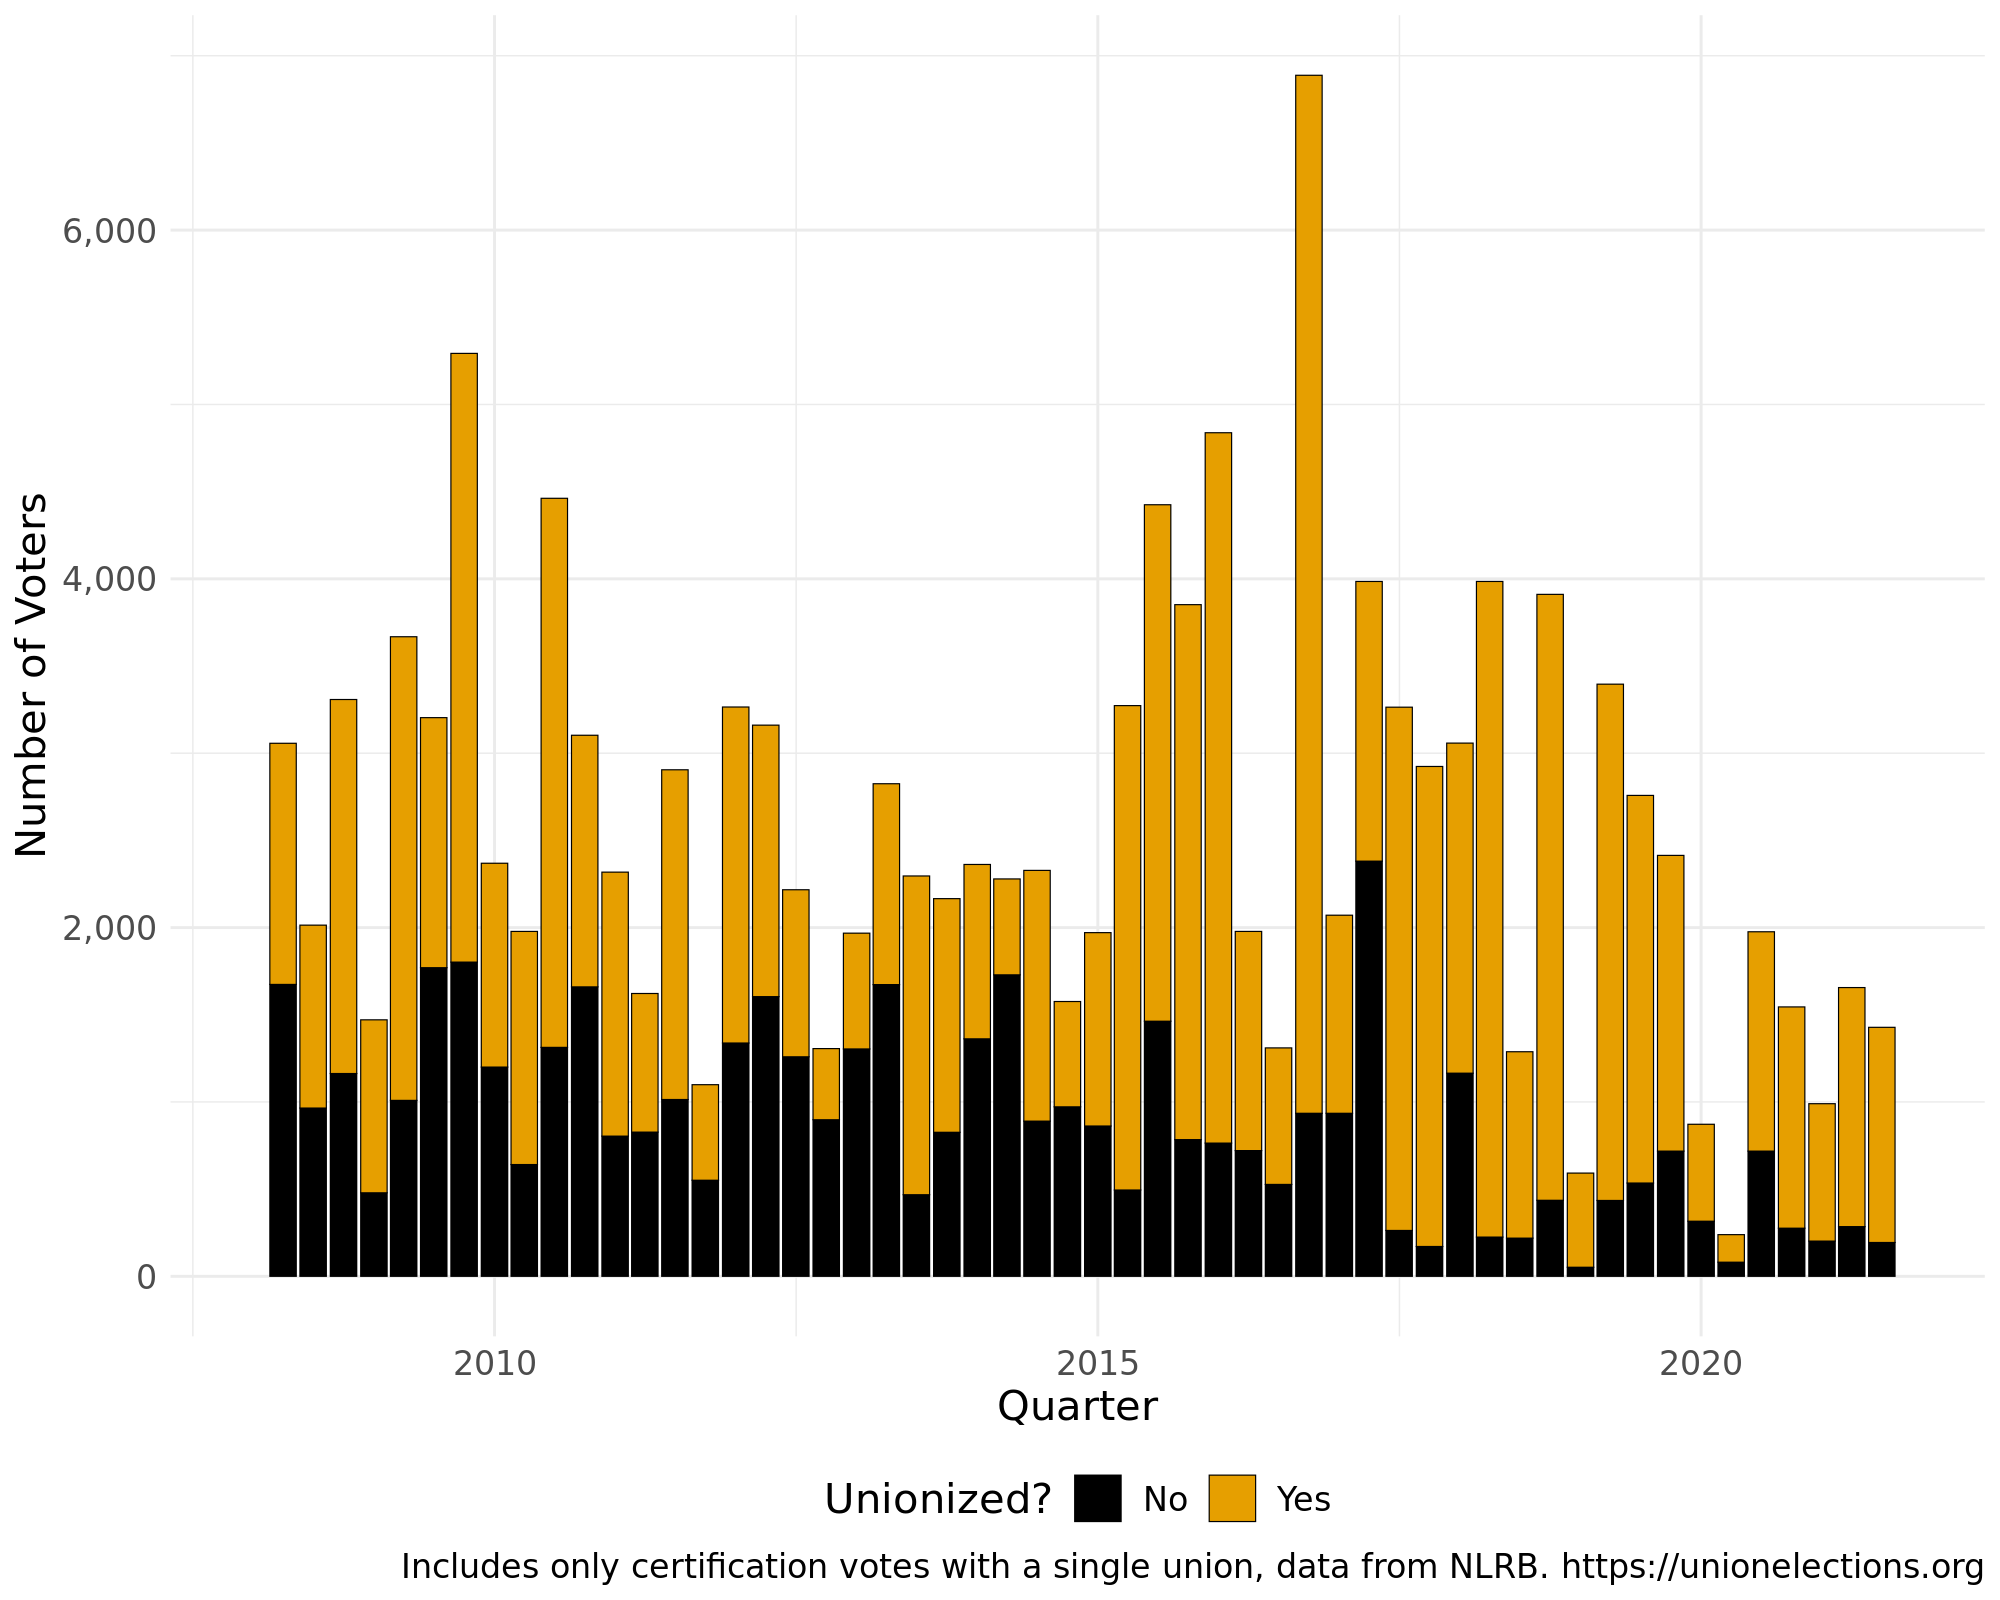 6,000
4,000
2,000
0
Number of Voters
2010
2015
2020
Quarter
Unionized?
No
Yes
Includes only certification votes with a single union, data from NLRB. https://unionelections.org